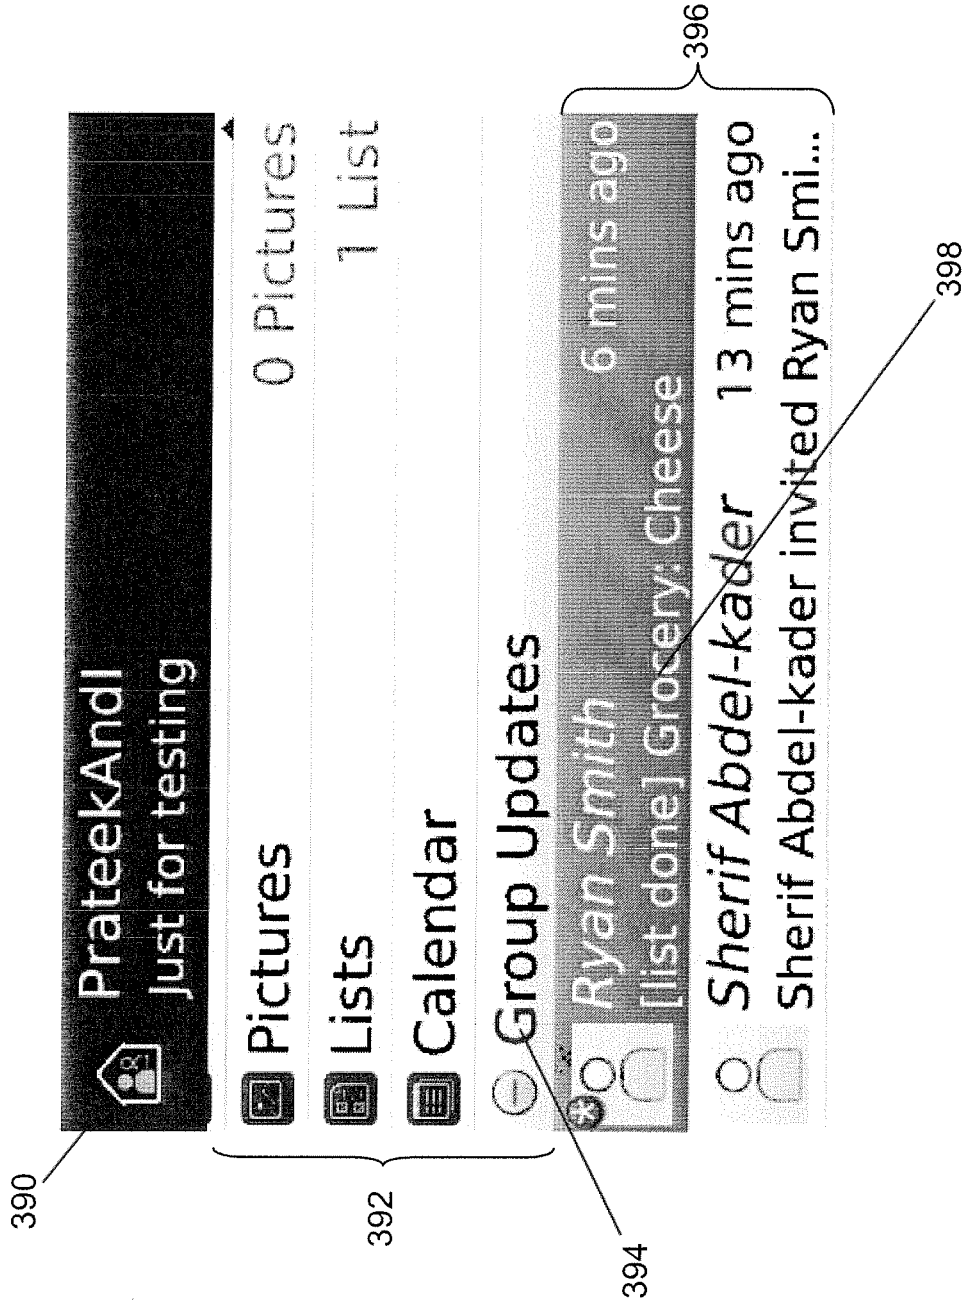 390
PrateekAndI
Just for testing
392
Pictures 0 Pictures
Lists 1 List
Calendar
394
Group Updates
396
Ryan Smith 6 mins ago
[list done] Grocery: Cheese
398
Sherif Abdel-kader 13 mins ago
Sherif Abdel-kader invited Ryan Smi...